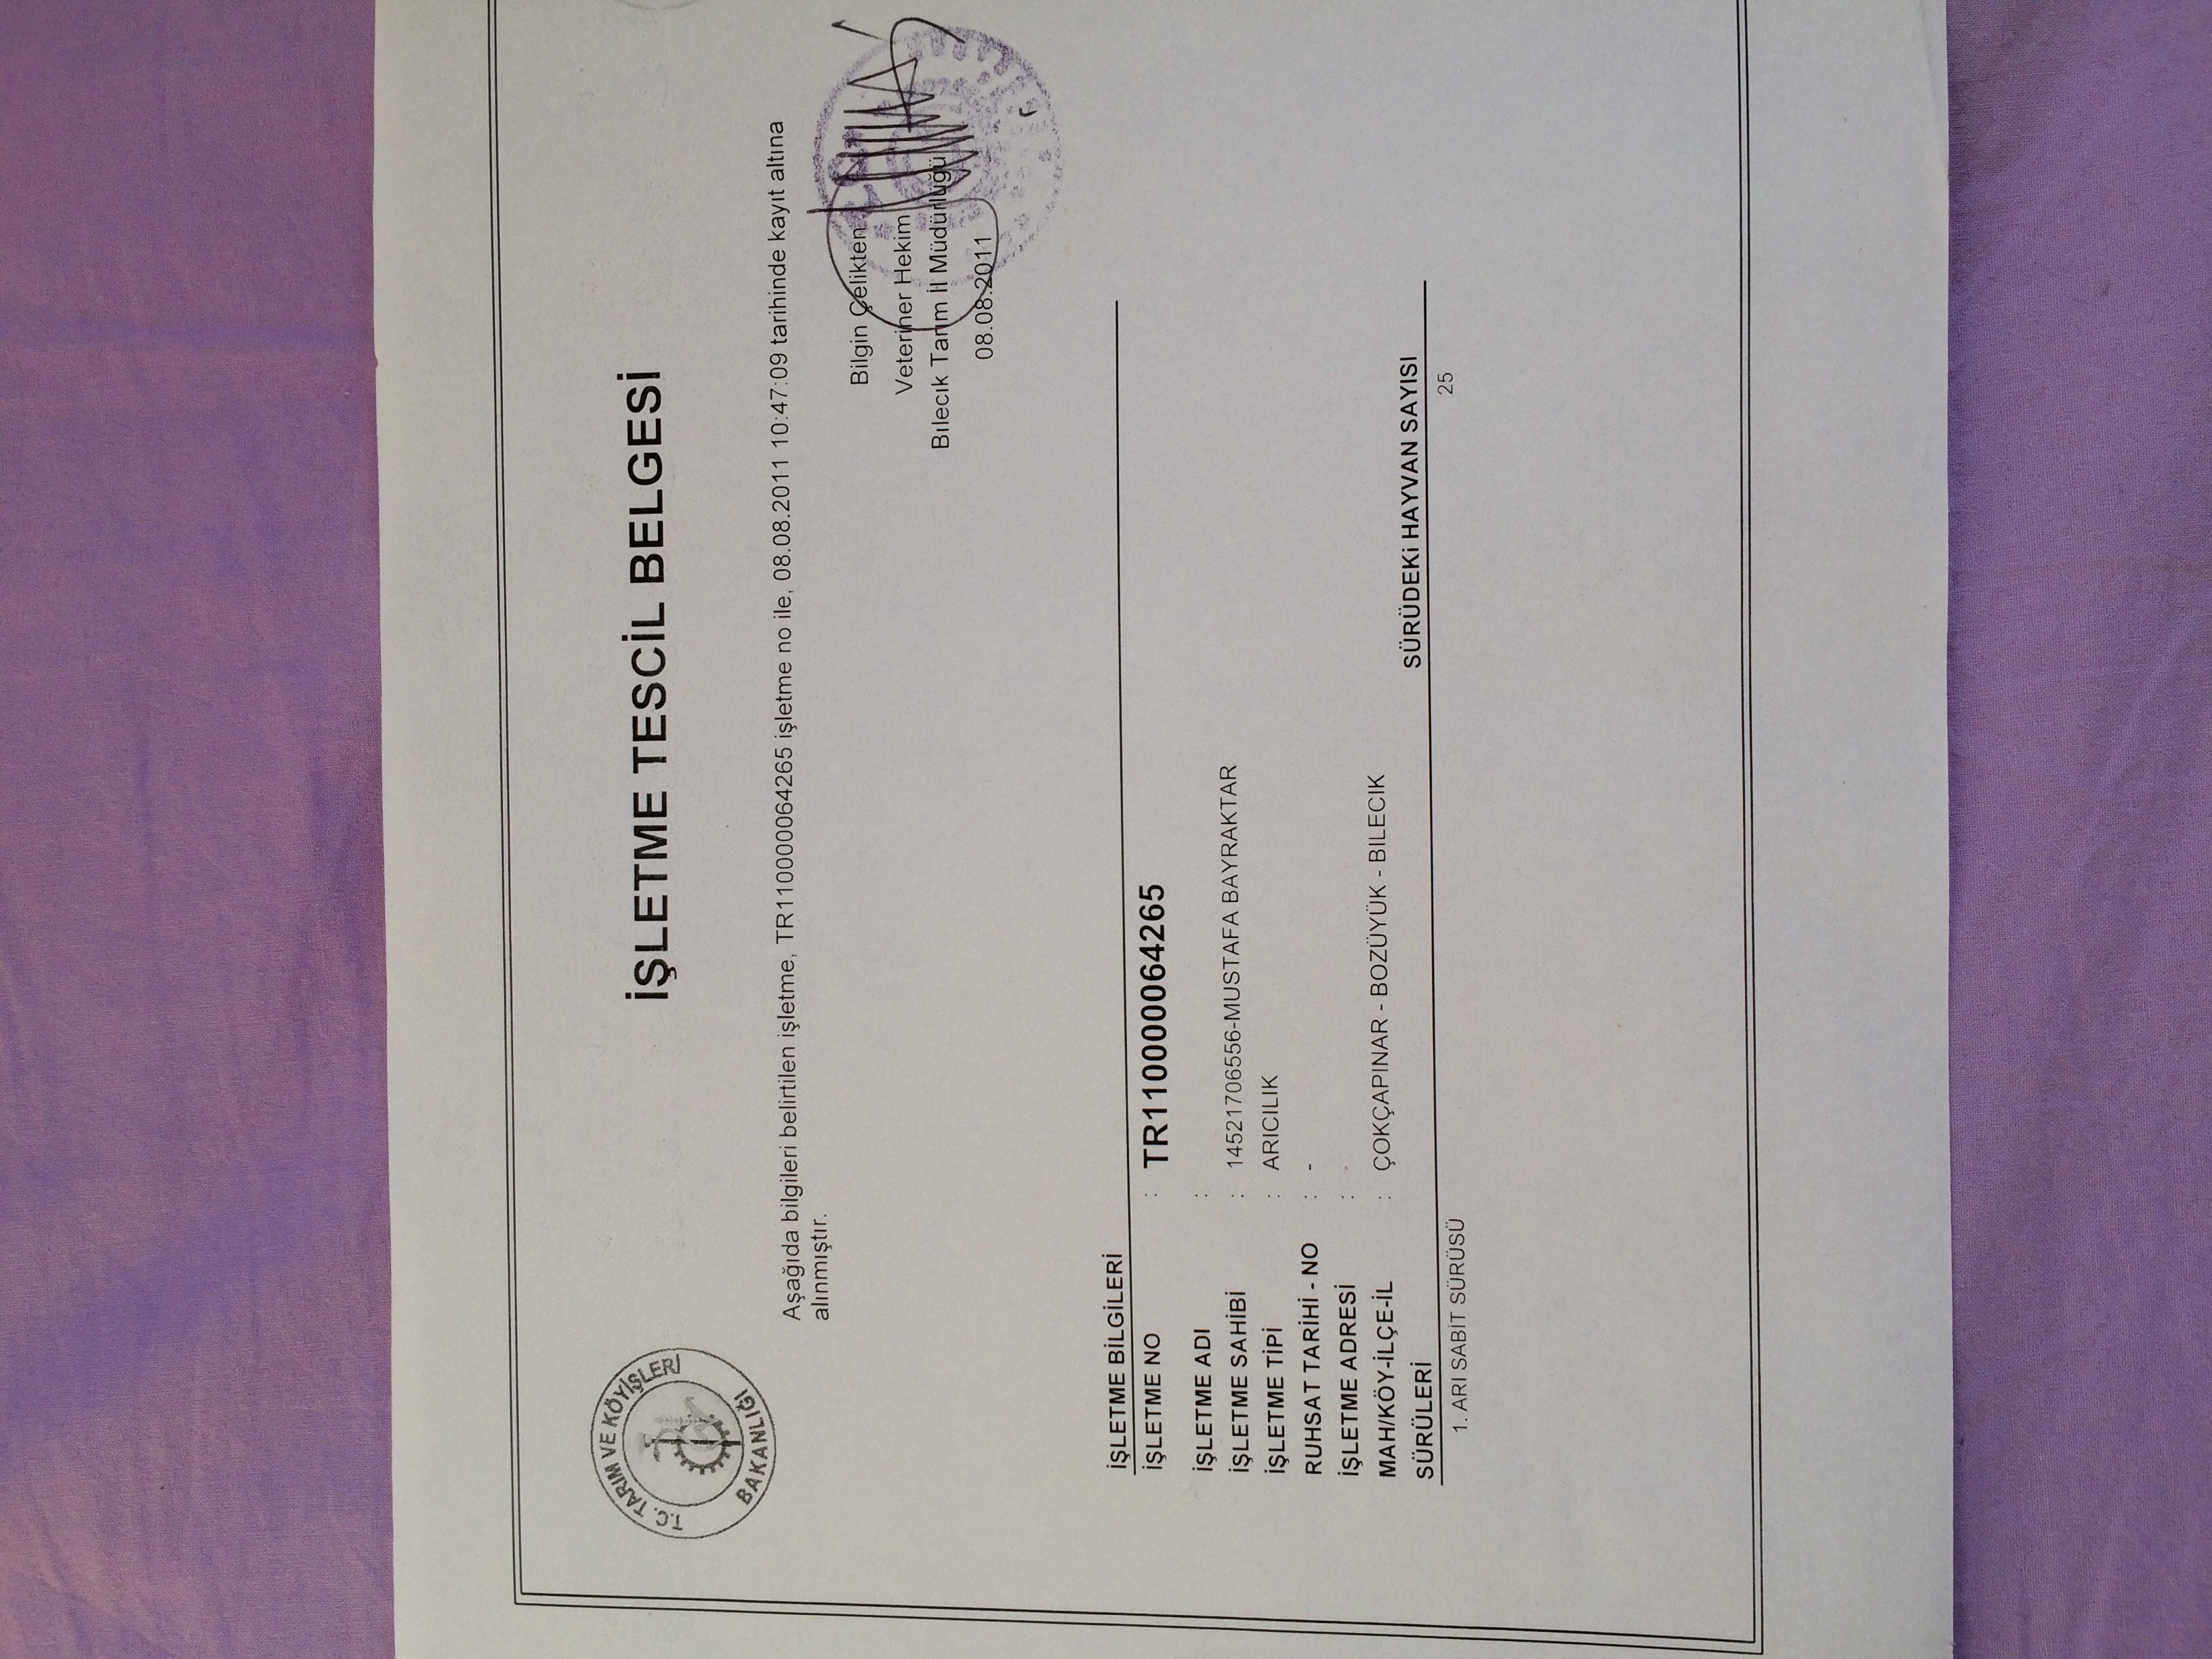 T.C. TARIM VE KÖYİŞLERİ
BAKANLIĞI
İŞLETME TESCİL BELGESİ
Aşağıda bilgileri belirtilen işletme, TR110000064265 işletme no ile, 08.08.2011 10:47:09 tarihinde kayıt altına
alınmıştır.
Bilgin Çelikten
Veteriner Hekim
Bılecık Tarım İl Müdürlüğü
08.08.2011
İŞLETME BİLGİLERİ
İŞLETME NO : TR110000064265
İŞLETME ADI :
İŞLETME SAHİBİ : 14521706556-MUSTAFA BAYRAKTAR
İŞLETME TİPİ : ARICILIK
RUHSAT TARİHİ - NO : -
İŞLETME ADRESİ : -
MAH/KÖY-İLÇE-İL : ÇOKÇAPINAR - BOZÜYÜK - BILECIK
SÜRÜLERİ SÜRÜDEKi HAYVAN SAYISI
1. ARI SABİT SÜRÜSÜ 25